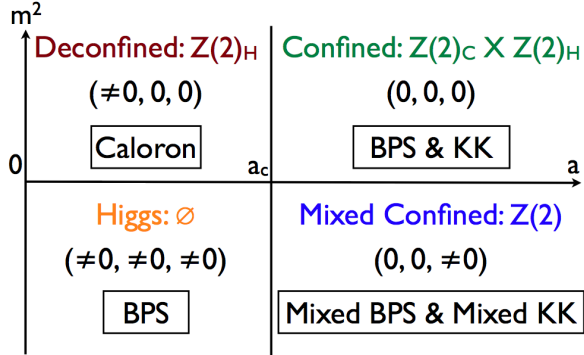 m²
Deconfined: Z(2)H
Confined: Z(2)C X Z(2)H
(≠0, 0, 0)
(0, 0, 0)
Caloron
BPS & KK
0
ac
a
Higgs: ∅
Mixed Confined: Z(2)
(≠0, ≠0, ≠0)
(0, 0, ≠0)
BPS
Mixed BPS & Mixed KK